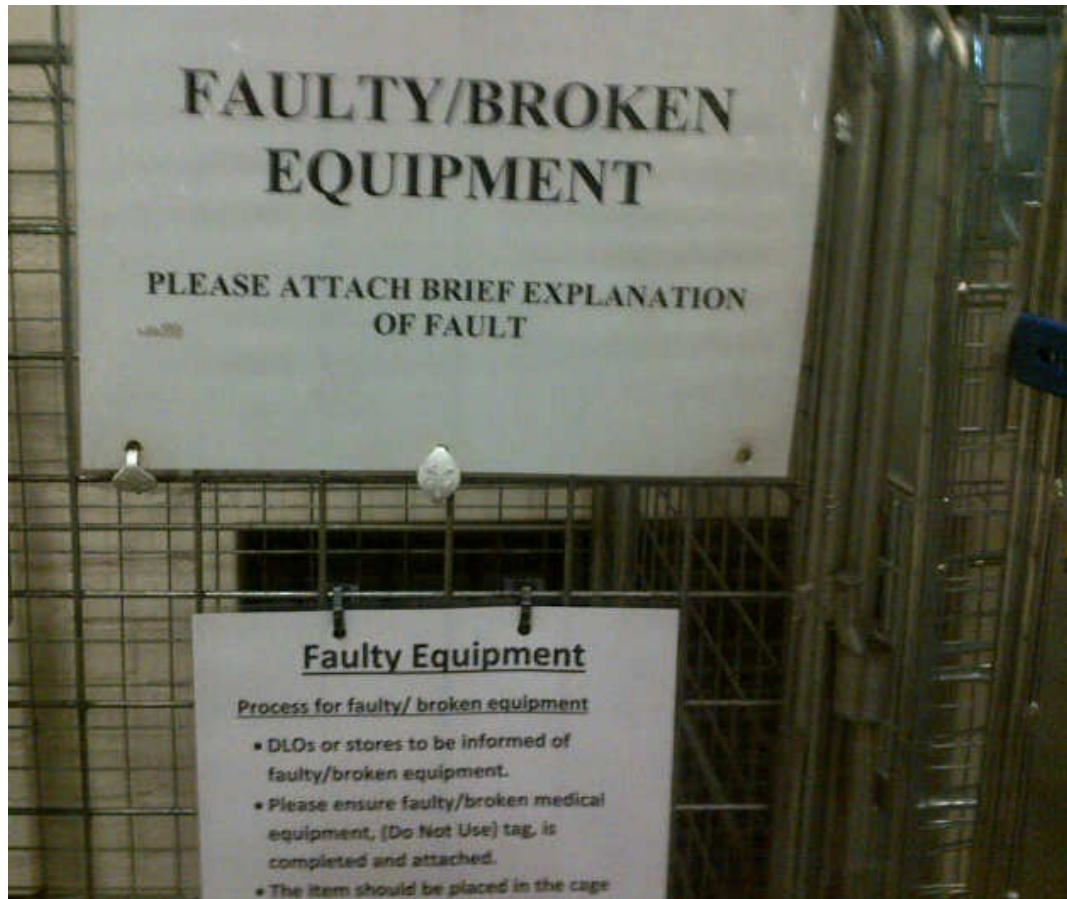 FAULTY/BROKEN
EQUIPMENT
PLEASE ATTACH BRIEF EXPLANATION
OF FAULT
Faulty Equipment
Process for faulty/ broken equipment
• DLOs or stores to be informed of
faulty/broken equipment.
• Please ensure faulty/broken medical
equipment, (Do Not Use) tag, is
completed and attached.
• The item should be placed in the cage